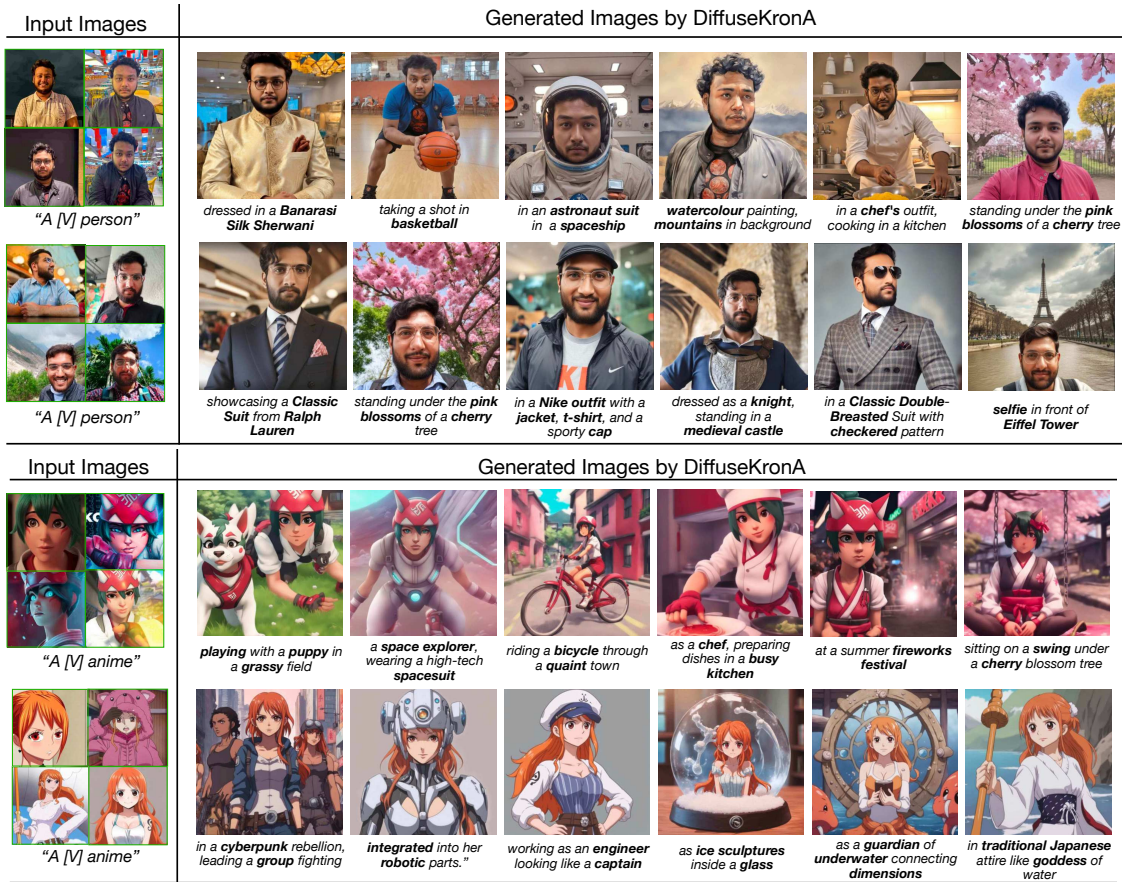 Input Images
Generated Images by DiffuseKronA
"A [V] person"
dressed in a Banarasi
Silk Sherwani
taking a shot in
basketball
in an astronaut suit
in a spaceship
watercolour painting,
mountains in background
in a chef's outfit,
cooking in a kitchen
standing under the pink
blossoms of a cherry tree
"A [V] person"
showcasing a Classic
Suit from Ralph
Lauren
standing under the pink
blossoms of a cherry
tree
in a Nike outfit with a
jacket, t-shirt, and a
sporty cap
dressed as a knight,
standing in a
medieval castle
in a Classic Double-
Breasted Suit with
checkered pattern
selfie in front of
Eiffel Tower
Input Images
Generated Images by DiffuseKronA
"A [V] anime"
playing with a puppy in
a grassy field
a space explorer,
wearing a high-tech
spacesuit
riding a bicycle through
a quaint town
as a chef, preparing
dishes in a busy
kitchen
at a summer fireworks
festival
sitting on a swing under
a cherry blossom tree
"A [V] anime"
in a cyberpunk rebellion,
leading a group fighting
integrated into her
robotic parts."
working as an engineer
looking like a captain
as ice sculptures
inside a glass
as a guardian of
underwater connecting
dimensions
in traditional Japanese
attire like goddess of
water